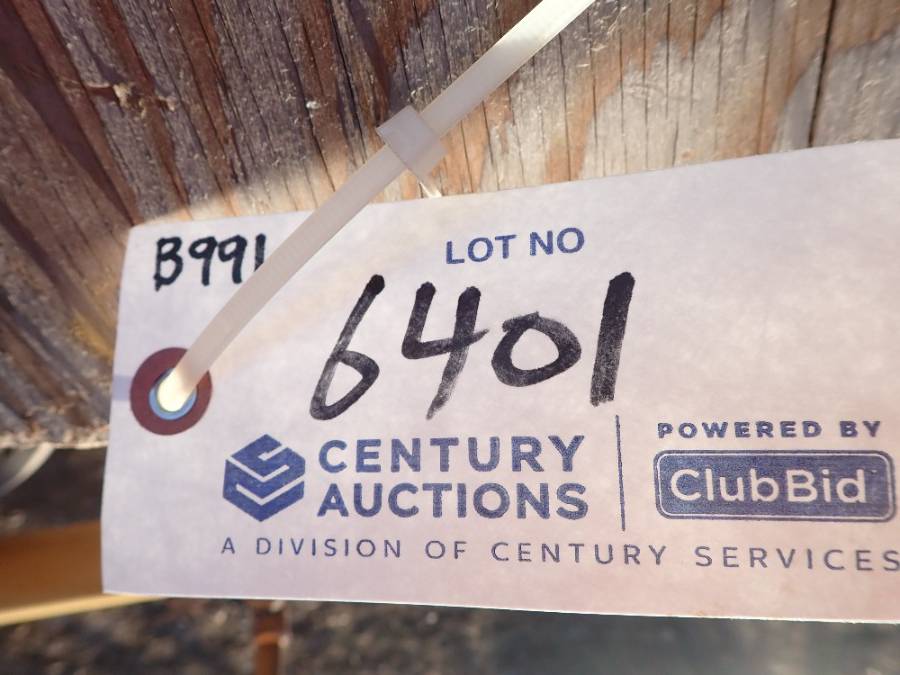 B991
LOT NO
6401
CENTURY
AUCTIONS
POWERED BY
ClubBid
A DIVISION OF CENTURY SERVICES